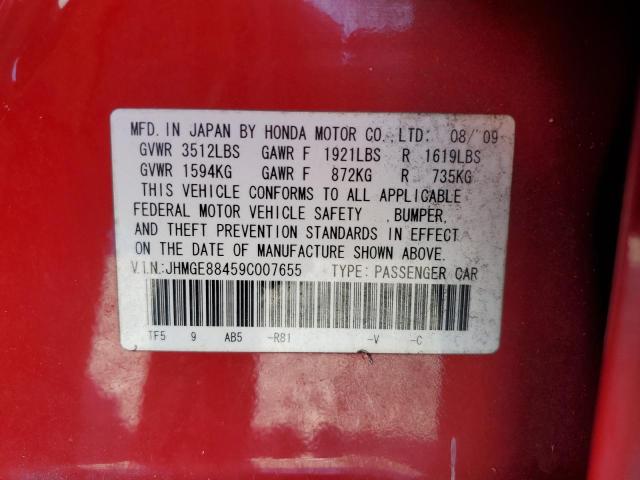 MFD. IN JAPAN BY HONDA MOTOR CO., LTD: 08/'09
GVWR 3512LBS GAWR F 1921LBS R 1619LBS
GVWR 1594KG GAWR F 872KG R 735KG
THIS VEHICLE CONFORMS TO ALL APPLICABLE
FEDERAL MOTOR VEHICLE SAFETY ,BUMPER,
AND THEFT PREVENTION STANDARDS IN EFFECT
ON THE DATE OF MANUFACTURE SHOWN ABOVE.
V.I.N.:JHMGE88459C007655 TYPE: PASSENGER CAR
TF5 9 AB5 -R81 -V -C